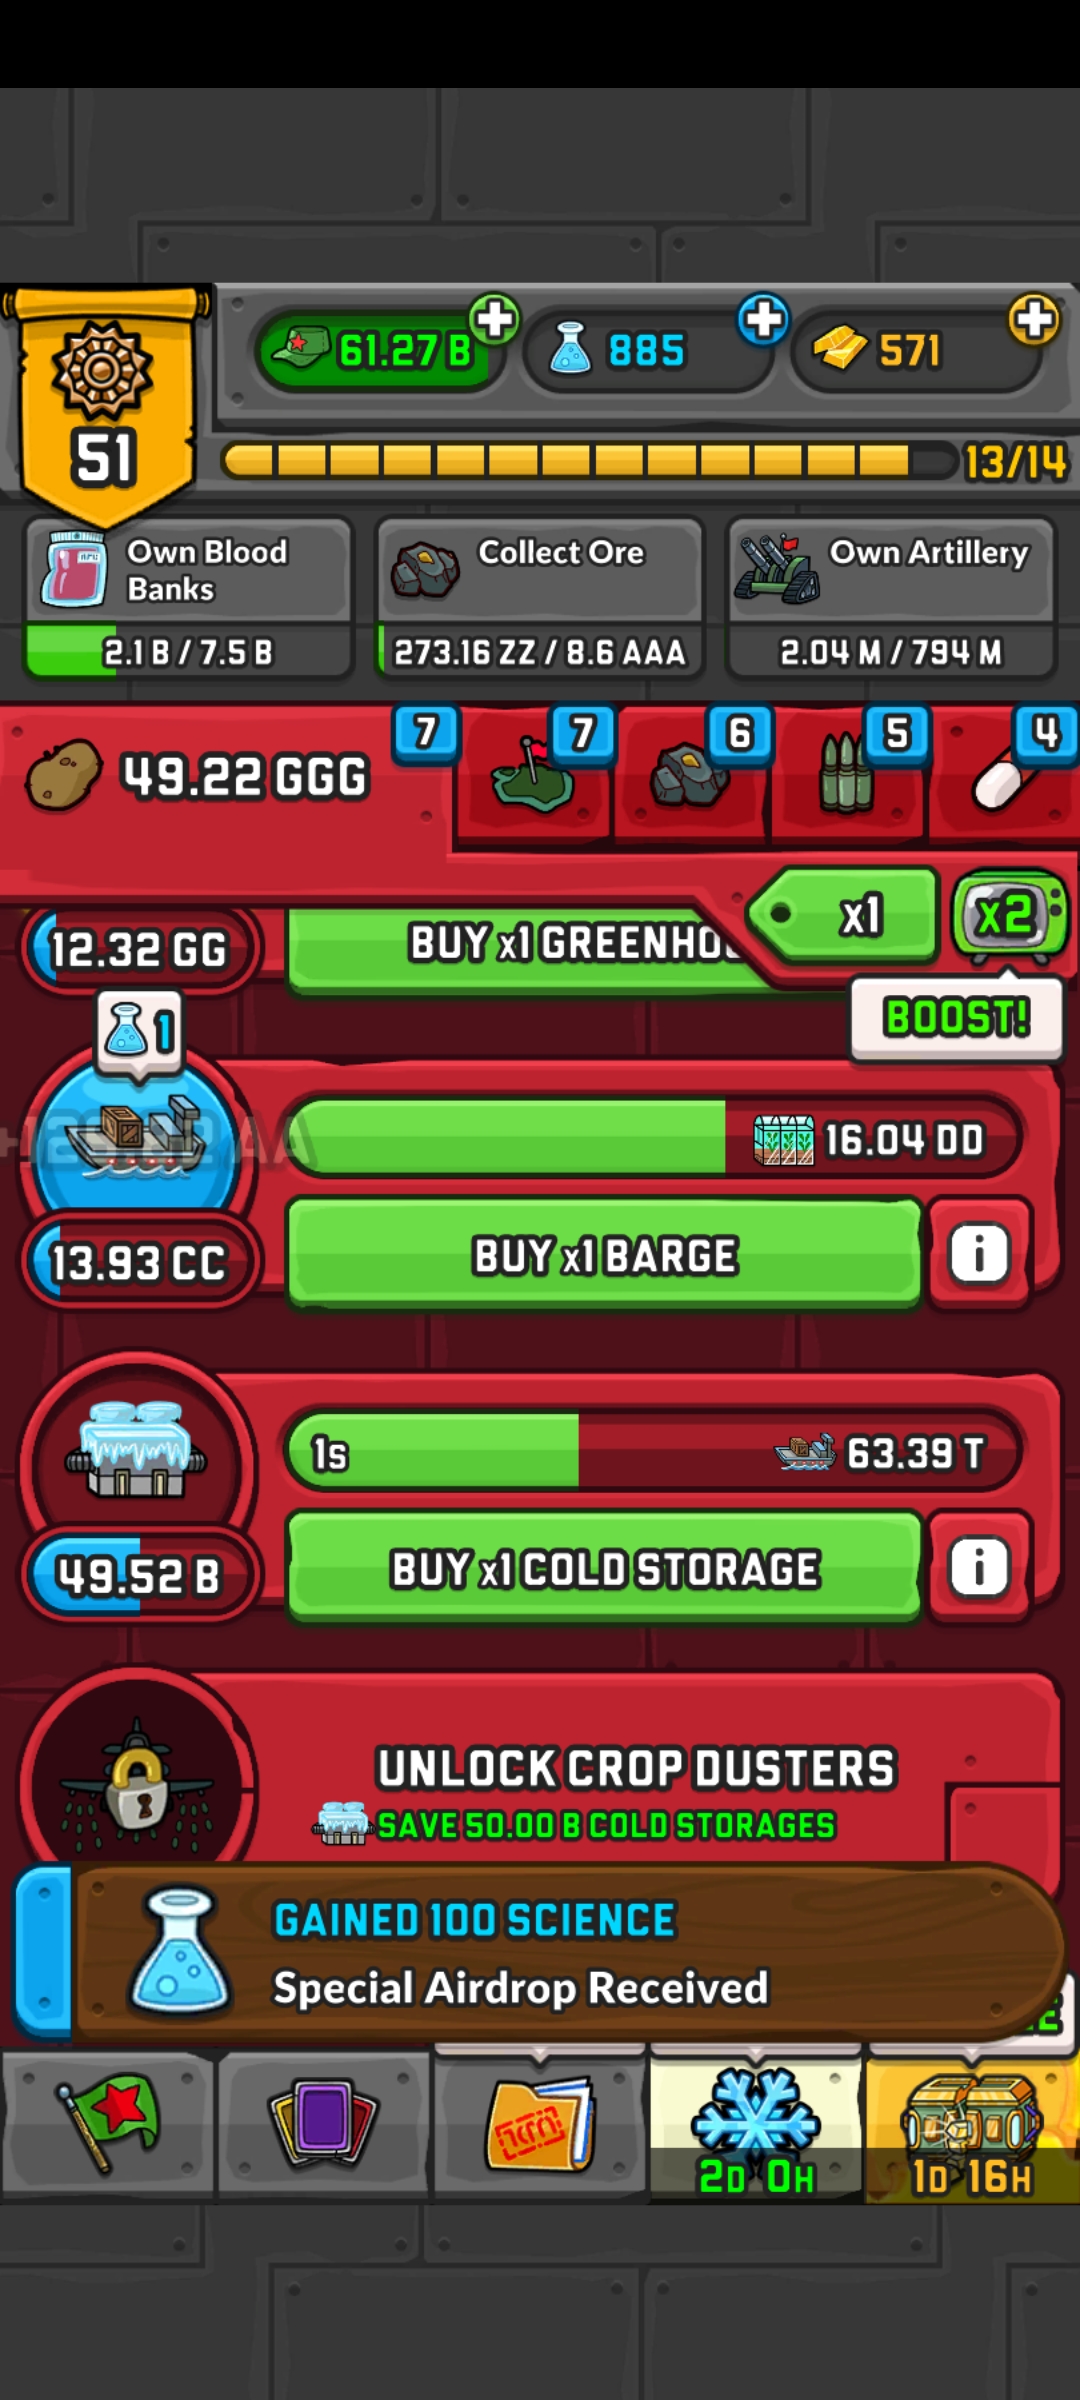 61.27 B
885
571
51
13/14
Own Blood
Banks
2.1 B / 7.5 B
Collect Ore
273.16 ZZ / 8.6 AAA
Own Artillery
2.04 M / 794 M
49.22 GGG
7
7
6
5
4
x1
x2
BOOST!
12.32 GG
BUY x1
1
16.04 DD
13.93 CC
BUY x1 BARGE
1s
63.39 T
49.52 B
BUY x1 COLD STORAGE
UNLOCK CROP DUSTERS
SAVE 50.00 B COLD STORAGES
GAINED 100 SCIENCE
Special Airdrop Received
2D 0H
1D 16H